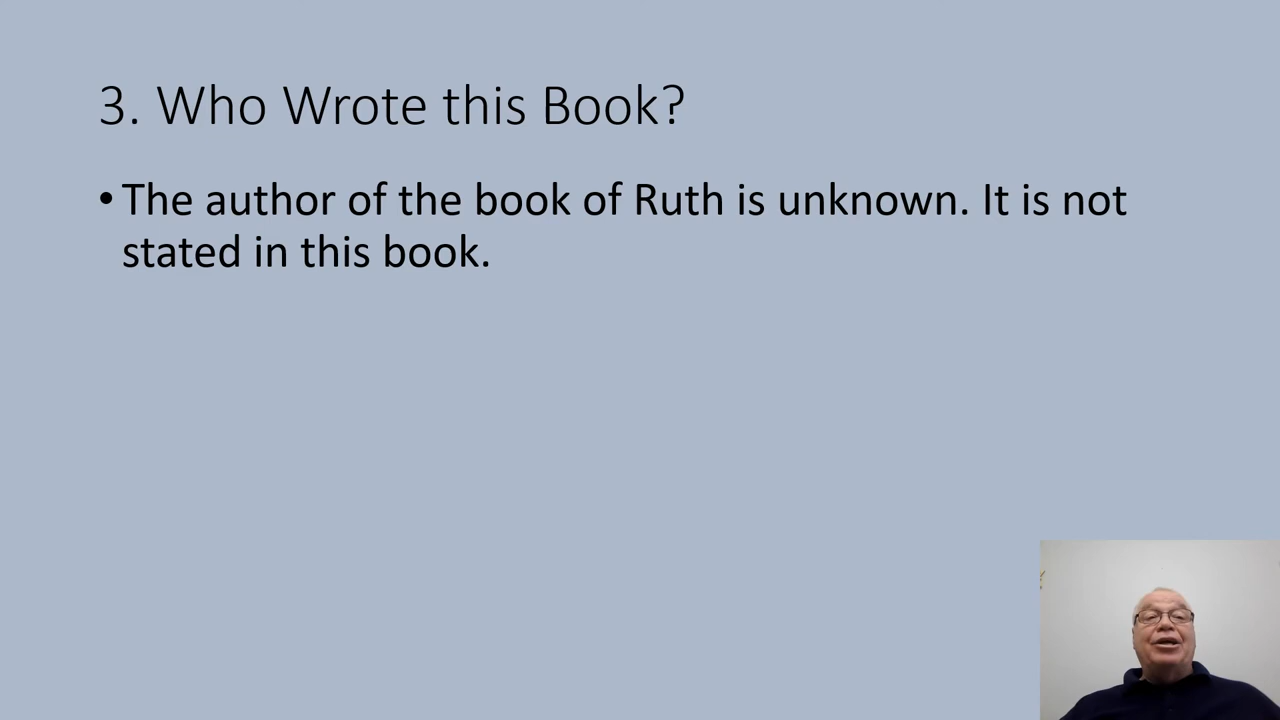 3. Who Wrote this Book?
• The author of the book of Ruth is unknown. It is not
stated in this book.